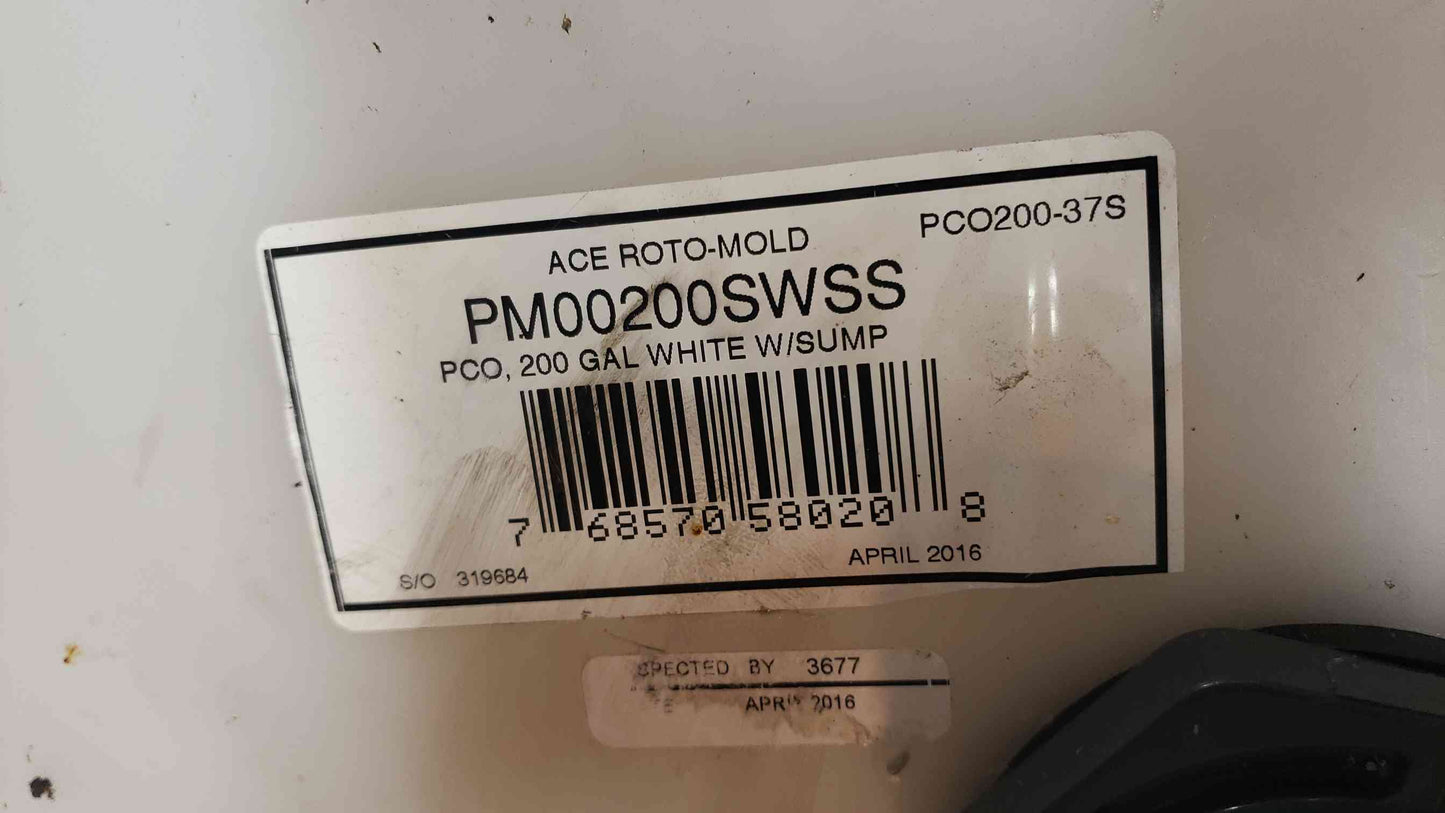 ACE ROTO-MOLD
PCO200-37S
PM00200SWSS
PCO, 200 GAL WHITE W/SUMP
7 68570 58020 8
S/O 319684
APRIL 2016
SPECTED BY 3677
2016